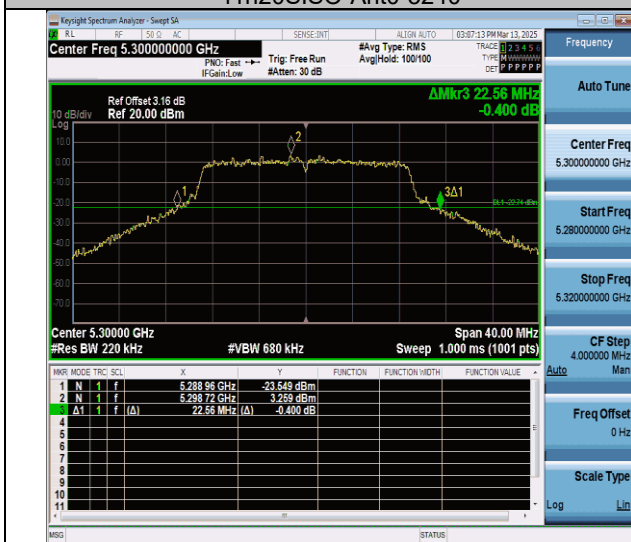 Keysight Spectrum Analyzer - Swept SA
RL RF 50 Ω AC SENSE:INT ALIGN AUTO 03:07:13 PM Mar 13, 2025
Center Freq 5.300000000 GHz #Avg Type: RMS TRACE 1 2 3 4 5 6
PNO: Fast Trig: Free Run Avg|Hold: 100/100 TYPE M WWWWW
IFGain:Low #Atten: 30 dB DET P P P P P P
Frequency
ΔMkr3 22.56 MHz
-0.400 dB
Ref Offset 3.16 dB
10 dB/div Ref 20.00 dBm
Log
10.0
0.00
-10.0
-20.0
-30.0
-40.0
-50.0
-60.0
-70.0
1
2
3Δ1
DL1 -22.74 dBm
Center 5.30000 GHz Span 40.00 MHz
#Res BW 220 kHz #VBW 680 kHz Sweep 1.000 ms (1001 pts)
MKR MODE TRC SCL X Y FUNCTION FUNCTION WIDTH FUNCTION VALUE
1 N 1 f 5.288 96 GHz -23.549 dBm
2 N 1 f 5.298 72 GHz 3.259 dBm
3 Δ1 1 f (Δ) 22.56 MHz (Δ) -0.400 dB
4
5
6
7
8
9
10
11
MSG STATUS
Auto Tune
Center Freq
5.300000000 GHz
Start Freq
5.280000000 GHz
Stop Freq
5.320000000 GHz
CF Step
4.000000 MHz
Auto Man
Freq Offset
0 Hz
Scale Type
Log Lin